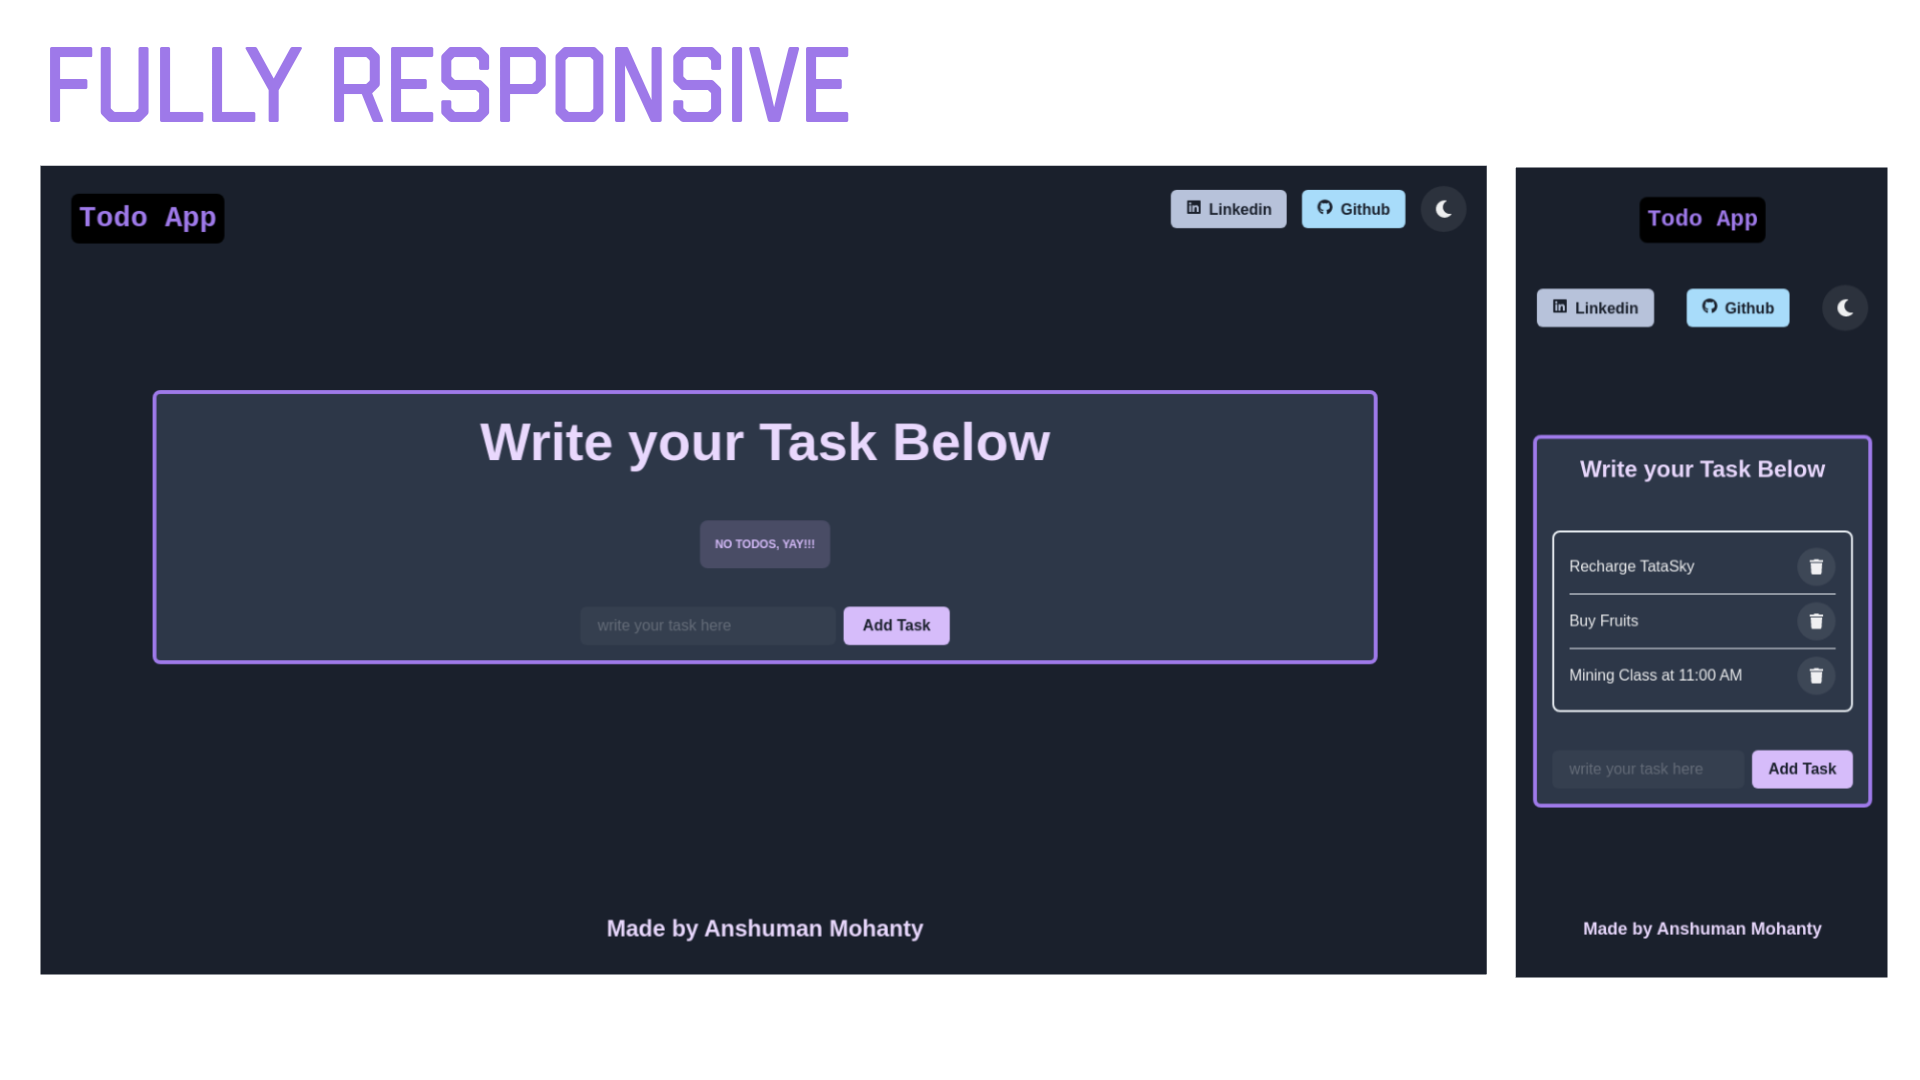 FULLY RESPONSIVE
Todo App
Linkedin
Github
Write your Task Below
NO TODOS, YAY!!!
write your task here
Add Task
Made by Anshuman Mohanty
Todo App
Linkedin
Github
Write your Task Below
Recharge TataSky
Buy Fruits
Mining Class at 11:00 AM
write your task here
Add Task
Made by Anshuman Mohanty